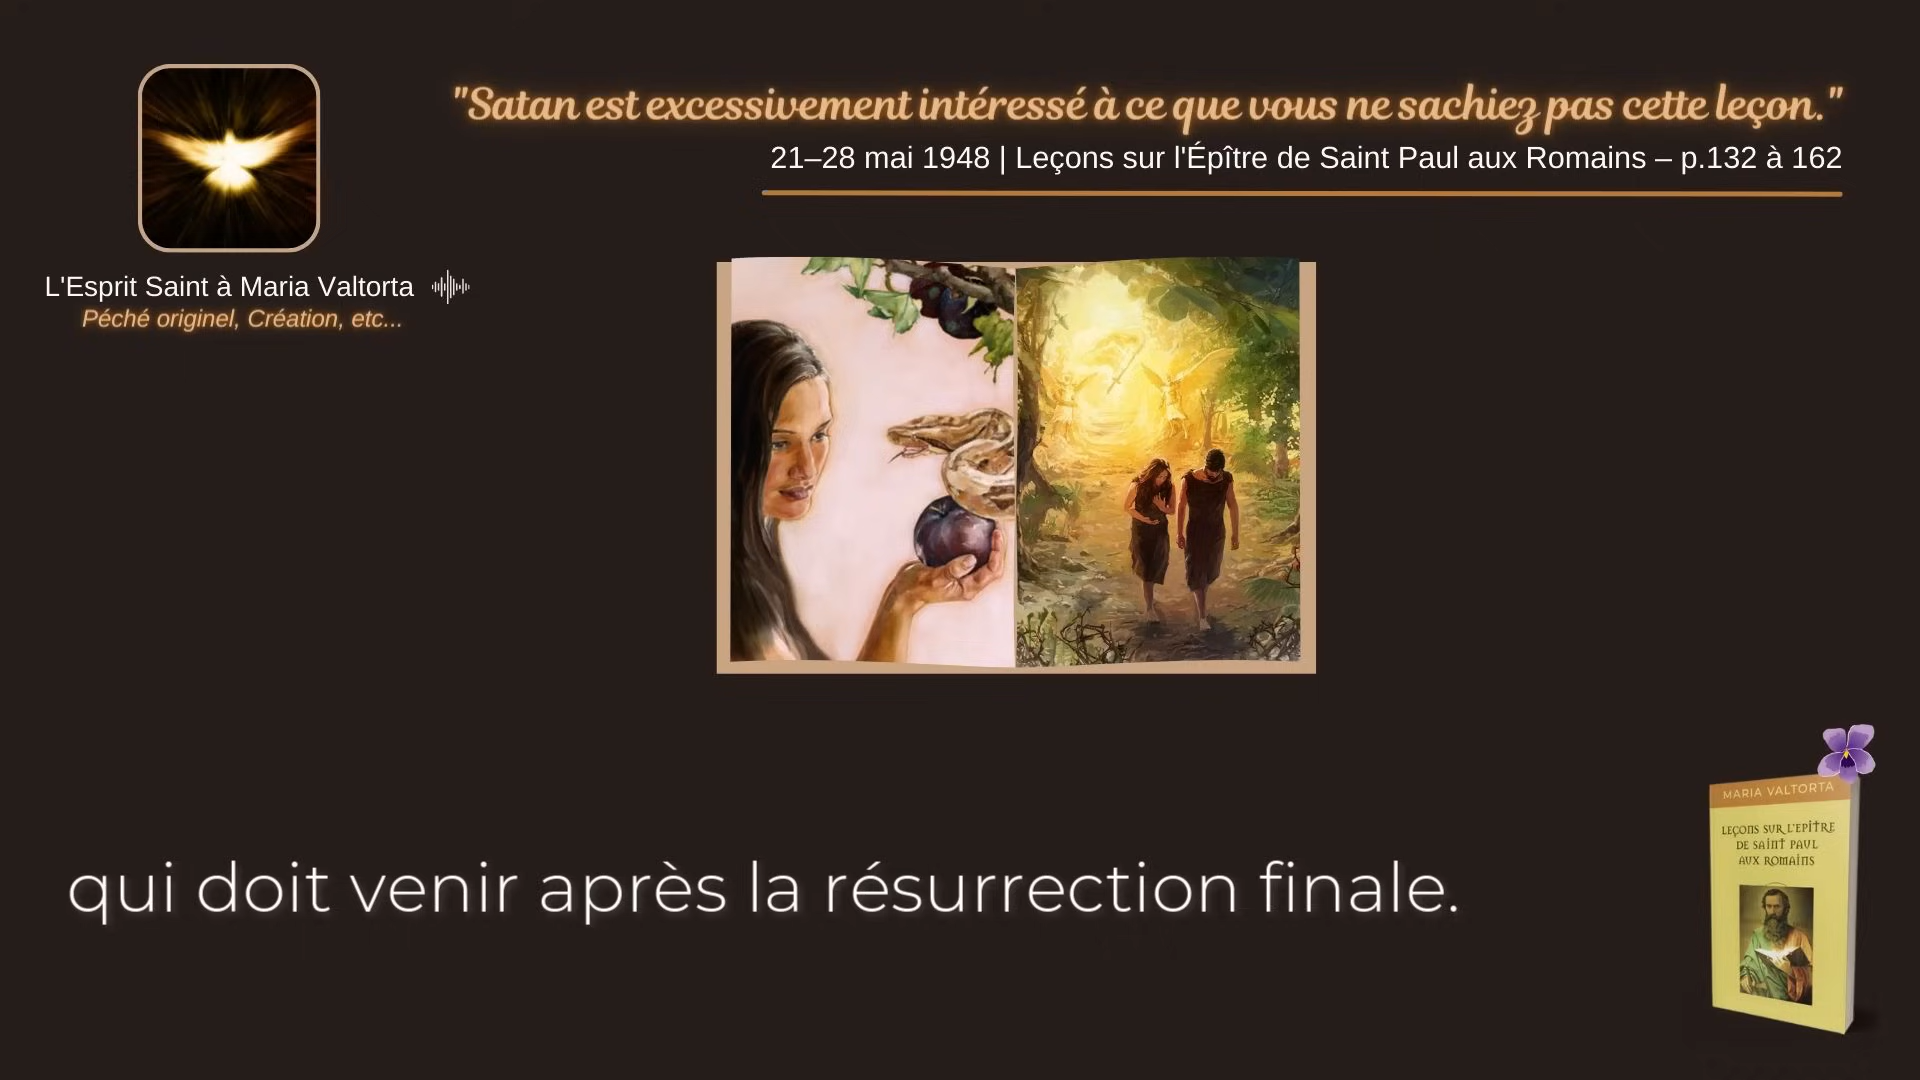 "Satan est excessivement intéressé à ce que vous ne sachiez pas cette leçon."
21–28 mai 1948 | Leçons sur l'Épître de Saint Paul aux Romains – p.132 à 162
L'Esprit Saint à Maria Valtorta
Péché originel, Création, etc...
qui doit venir après la résurrection finale.
MARIA VALTORTA
LEÇONS SUR L'EPÎTRE
DE SAINT PAUL
AUX ROMAINS